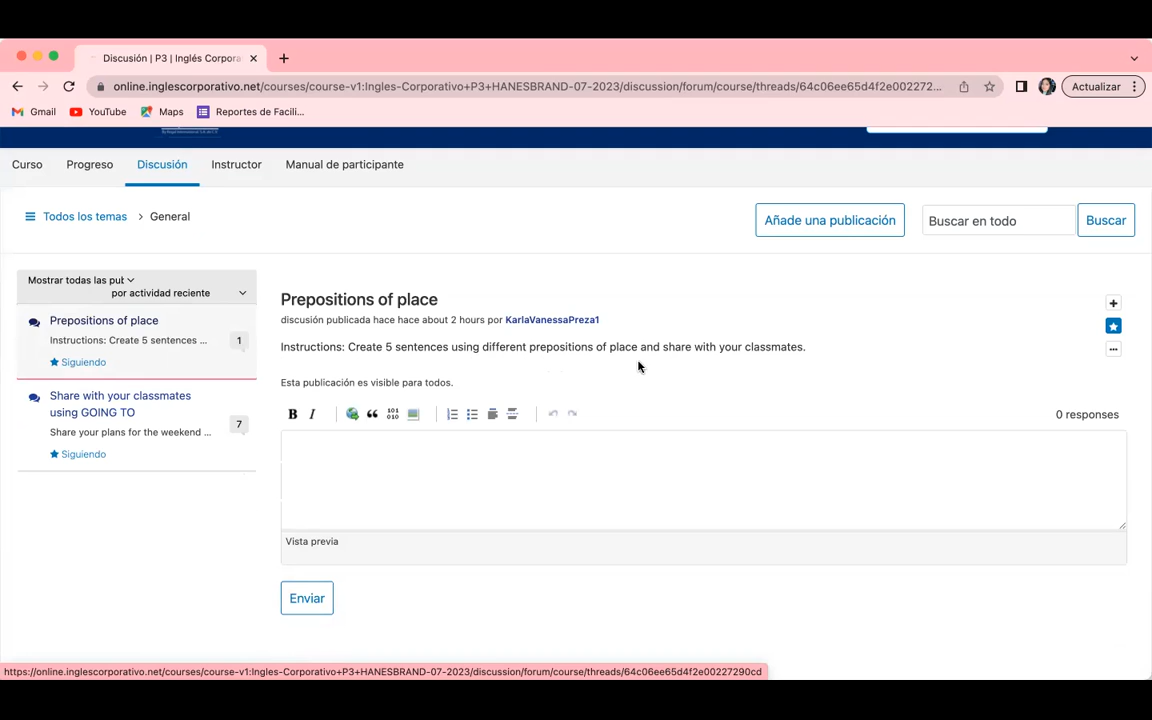 Discusión | P3 | Inglés Corpora
online.inglescorporativo.net/courses/course-v1:Ingles-Corporativo+P3+HANESBRAND-07-2023/discussion/forum/course/threads/64c06ee65d4f2e002272...
Actualizar
Gmail YouTube Maps Reportes de Facili...
Curso Progreso Discusión Instructor Manual de participante
Todos los temas > General
Añade una publicación
Buscar en todo
Buscar
Mostrar todas las put
por actividad reciente
Prepositions of place
Instructions: Create 5 sentences ...
1
Siguiendo
Share with your classmates
using GOING TO
Share your plans for the weekend ...
7
Siguiendo
Prepositions of place
discusión publicada hace hace about 2 hours por KarlaVanessaPreza1
Instructions: Create 5 sentences using different prepositions of place and share with your classmates.
Esta publicación es visible para todos.
B I
0 responses
Vista previa
Enviar
https://online.inglescorporativo.net/courses/course-v1:Ingles-Corporativo+P3+HANESBRAND-07-2023/discussion/forum/course/threads/64c06ee65d4f2e00227290cd